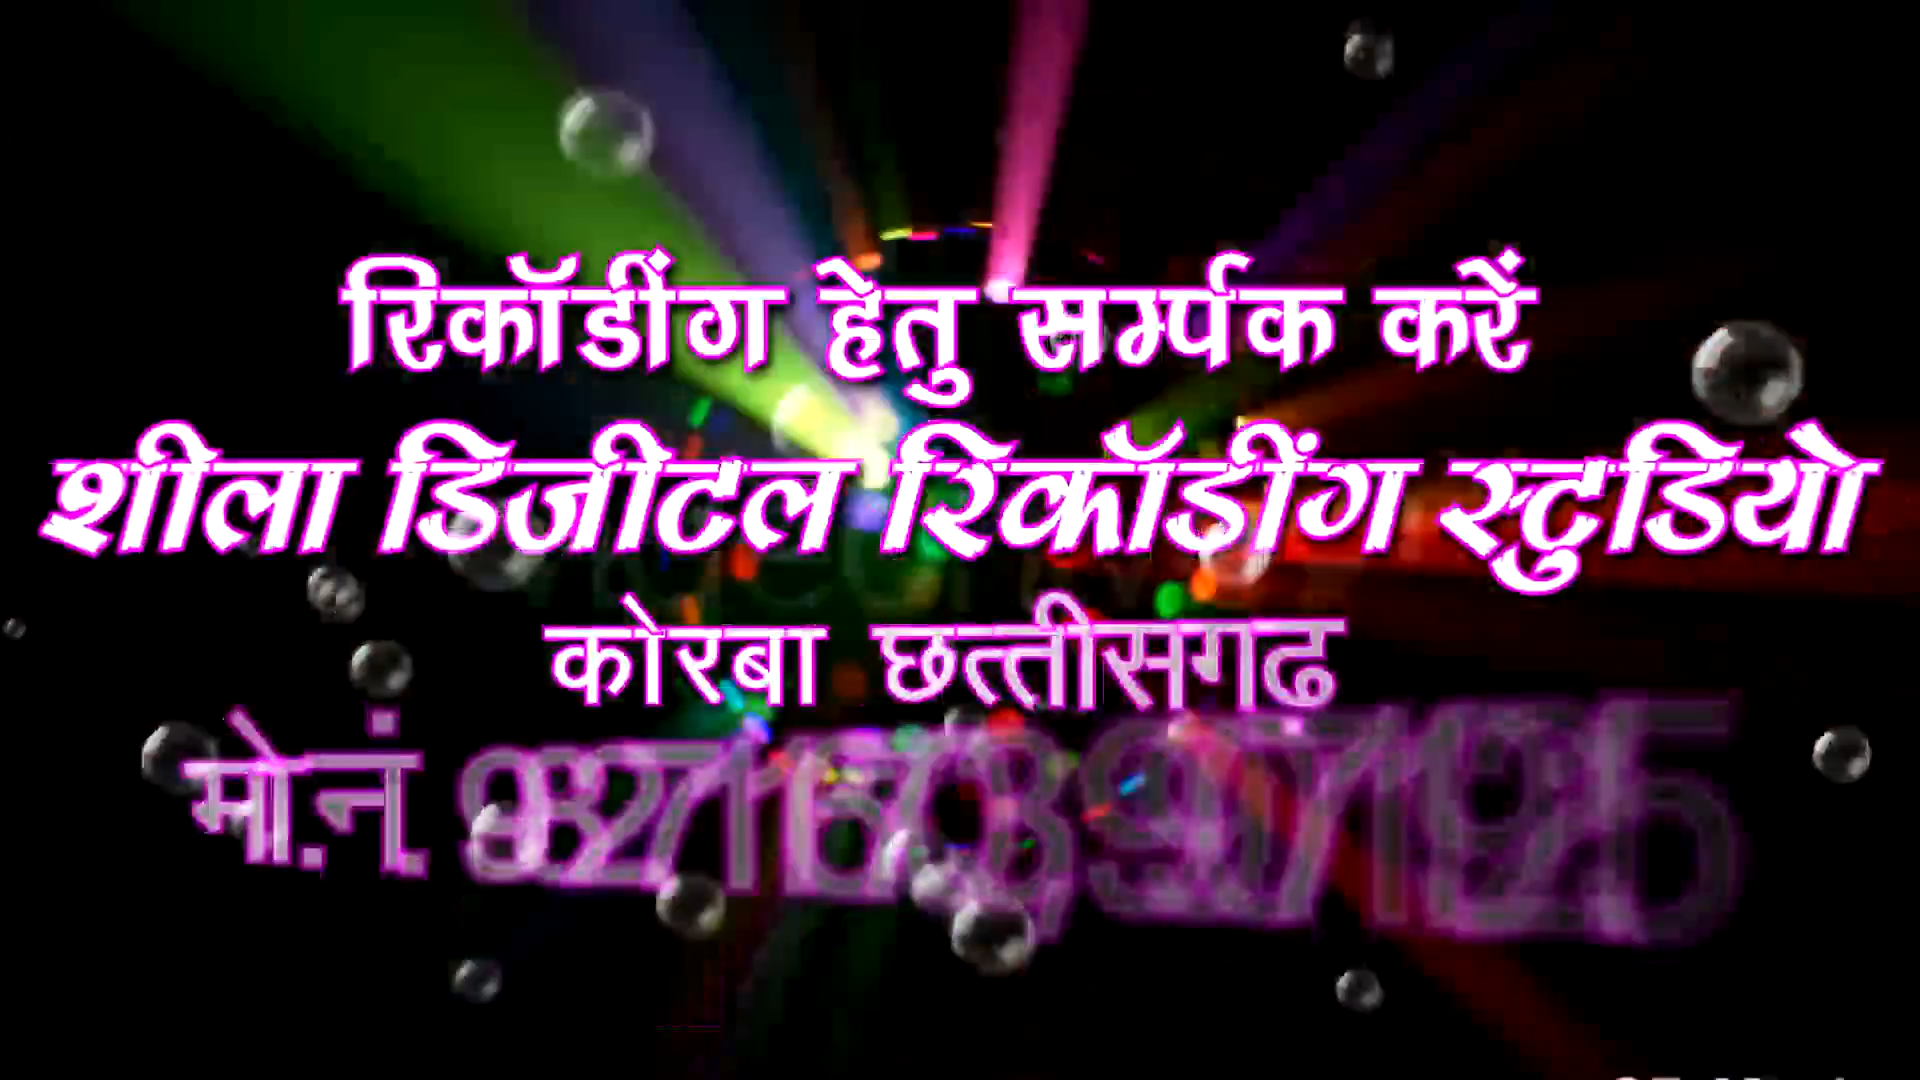 रिकॉडींग हेतु सर्म्पक करें
शीला डिजीटल रिकॉडींग स्टुडियो
कोरबा छत्तीसगढ
मो.नं.